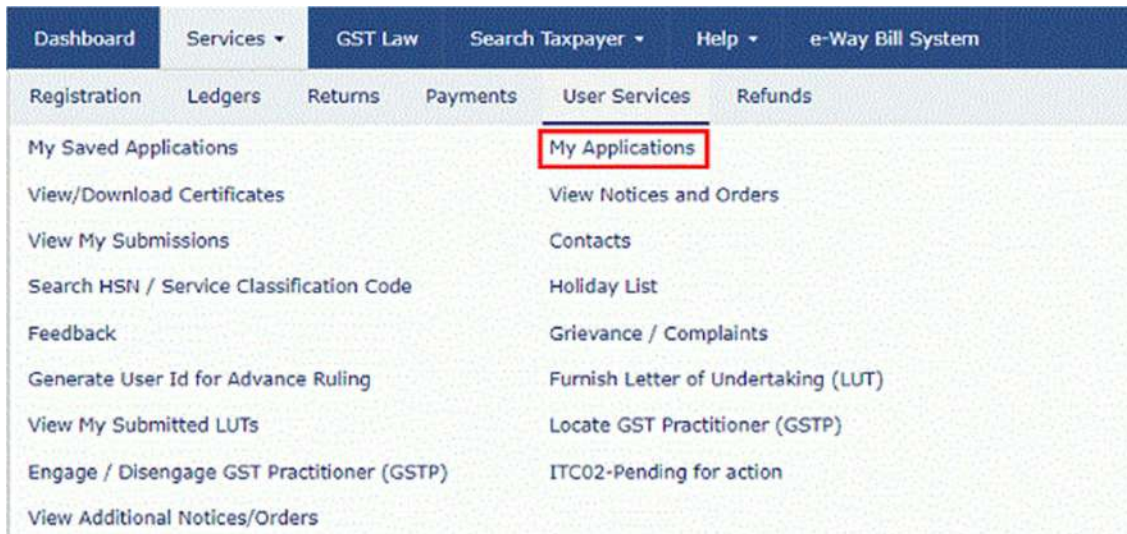 Dashboard Services GST Law Search Taxpayer Help e-Way Bill System
Registration Ledgers Returns Payments User Services Refunds
My Saved Applications My Applications
View/Download Certificates View Notices and Orders
View My Submissions Contacts
Search HSN / Service Classification Code Holiday List
Feedback Grievance / Complaints
Generate User Id for Advance Ruling Furnish Letter of Undertaking (LUT)
View My Submitted LUTs Locate GST Practitioner (GSTP)
Engage / Disengage GST Practitioner (GSTP) ITC02-Pending for action
View Additional Notices/Orders